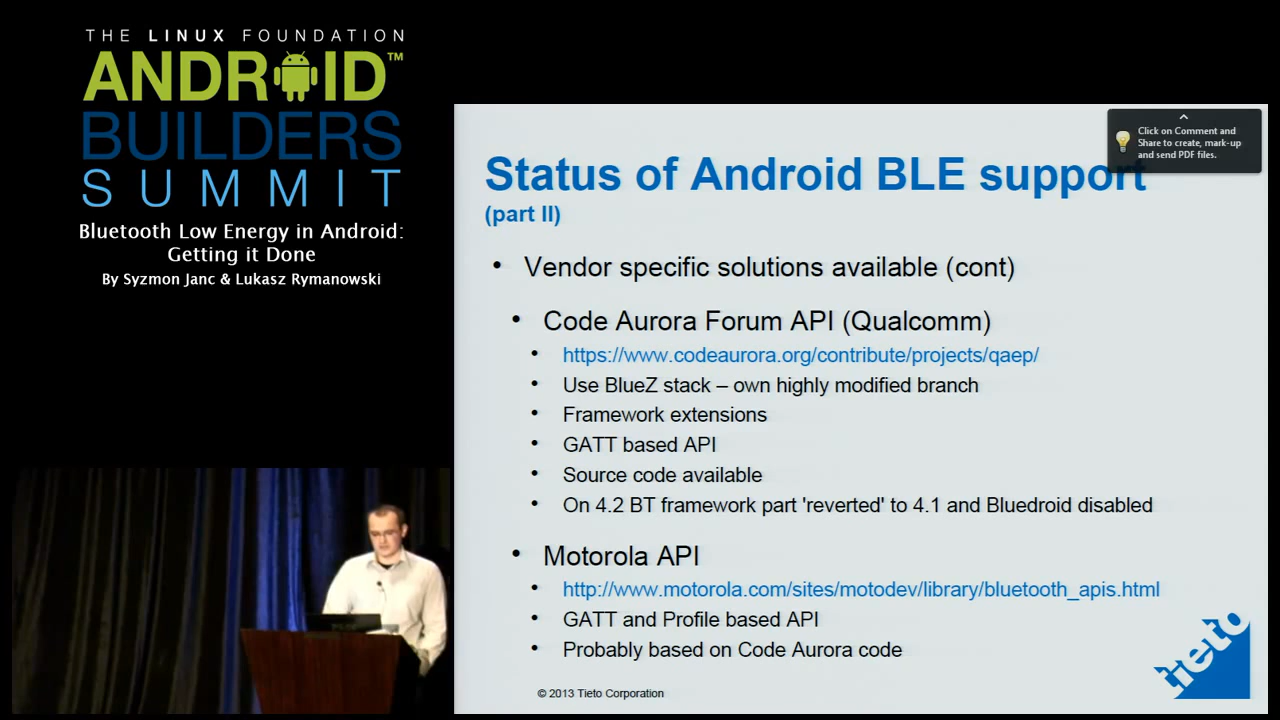 THE LINUX FOUNDATION
ANDROID™
BUILDERS
SUMMIT
Bluetooth Low Energy in Android:
Getting it Done
By Syzmon Janc & Lukasz Rymanowski
Click on Comment and
Share to create, mark-up
and send PDF files.
Status of Android BLE support
(part II)
• Vendor specific solutions available (cont)
• Code Aurora Forum API (Qualcomm)
• https://www.codeaurora.org/contribute/projects/qaep/
• Use BlueZ stack – own highly modified branch
• Framework extensions
• GATT based API
• Source code available
• On 4.2 BT framework part 'reverted' to 4.1 and Bluedroid disabled
• Motorola API
• http://www.motorola.com/sites/motodev/library/bluetooth_apis.html
• GATT and Profile based API
• Probably based on Code Aurora code
© 2013 Tieto Corporation
tieto